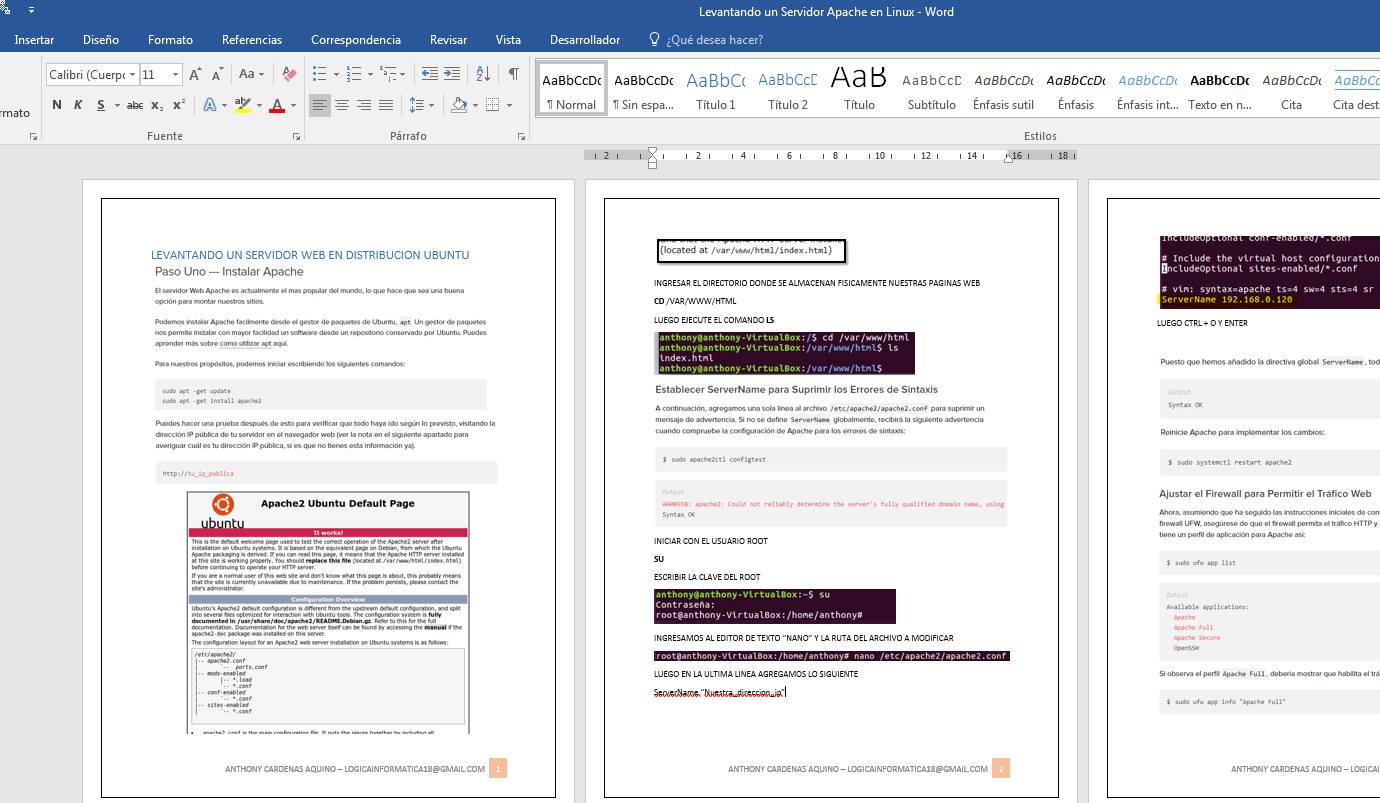 Levantando un Servidor Apache en Linux - Word
Insertar Diseño Formato Referencias Correspondencia Revisar Vista Desarrollador ¿Qué desea hacer?
Calibri (Cuerpo 11 A A Aa
N K S abc x₂ x² A A
rmato Fuente Párrafo Estilos
AaBbCcDc AaBbCcDc AaBbCc AaBbCcD AaB AaBbCcD AaBbCcDc AaBbCcDc AaBbCcDc AaBbCcDc AaBbCcDc AaBbCcDc
¶ Normal ¶ Sin espa... Título 1 Título 2 Título Subtítulo Énfasis sutil Énfasis Énfasis int... Texto en n... Cita Cita dest
2 2 4 6 8 10 12 14 16 18
LEVANTANDO UN SERVIDOR WEB EN DISTRIBUCION UBUNTU
Paso Uno --- Instalar Apache
El servidor Web Apache es actualmente el mas popular del mundo, lo que hace que sea una buena
opción para montar nuestros sitios.
Podemos instalar Apache facilmente desde el gestor de paquetes de Ubuntu, apt Un gestor de paquetes
nos permite instalar con mayor facilidad un software desde un repositorio conservado por Ubuntu. Puedes
aprender más sobre como utilizar apt aquí.
Para nuestros propósitos, podemos iniciar escribiendo los siguientes comandos:
sudo apt -get update
sudo apt -get install apache2
Puedes hacer una prueba después de esto para verificar que todo haya ido según lo previsto, visitando la
dirección IP pública de tu servidor en el navegador web (ver la nota en el siguiente apartado para
averiguar cuál es tu dirección IP pública, si es que no tienes esta información ya).
http://tu_ip_publica
Apache2 Ubuntu Default Page
ubuntu
It works!
This is the default welcome page used to test the correct operation of the Apache2 server after
installation on Ubuntu systems. It is based on the equivalent page on Debian, from which the Ubuntu
Apache packaging is derived. If you can read this page, it means that the Apache HTTP server installed
at this site is working properly. You should replace this file (located at /var/www/html/index.html)
before continuing to operate your HTTP server.
If you are a normal user of this web site and don't know what this page is about, this probably means
that the site is currently unavailable due to maintenance. If the problem persists, please contact the
site's administrator.
Configuration Overview
Ubuntu's Apache2 default configuration is different from the upstream default configuration, and split
into several files optimized for interaction with Ubuntu tools. The configuration system is fully
documented in /usr/share/doc/apache2/README.Debian.gz. Refer to this for the full
documentation. Documentation for the web server itself can be found by accessing the manual if the
apache2-doc package was installed on this server.
The configuration layout for an Apache2 web server installation on Ubuntu systems is as follows:
/etc/apache2/
|-- apache2.conf
|       `-- ports.conf
|-- mods-enabled
|       |-- *.load
|       `-- *.conf
|-- conf-enabled
|       `-- *.conf
|-- sites-enabled
|       `-- *.conf
apache2.conf is the main configuration file. It puts the pieces together by including all
ANTHONY CARDENAS AQUINO – LOGICAINFORMATICA18@GMAIL.COM 1
(located at /var/www/html/index.html)
INGRESAR EL DIRECTORIO DONDE SE ALMACENAN FISICAMENTE NUESTRAS PAGINAS WEB
CD /VAR/WWW/HTML
LUEGO EJECUTE EL COMANDO LS
anthony@anthony-VirtualBox:/$ cd /var/www/html
anthony@anthony-VirtualBox:/var/www/html$ ls
index.html
anthony@anthony-VirtualBox:/var/www/html$
Establecer ServerName para Suprimir los Errores de Sintaxis
A continuación, agregamos una sola línea al archivo /etc/apache2/apache2.conf para suprimir un
mensaje de advertencia. Si no se define ServerName globalmente, recibirá la siguiente advertencia
cuando compruebe la configuración de Apache para los errores de sintaxis:
$ sudo apache2ctl configtest
Output
AH00558: apache2: Could not reliably determine the server's fully qualified domain name, using
Syntax OK
INICIAR CON EL USUARIO ROOT
SU
ESCRIBIR LA CLAVE DEL ROOT
anthony@anthony-VirtualBox:~$ su
Contraseña:
root@anthony-VirtualBox:/home/anthony#
INGRESAMOS AL EDITOR DE TEXTO "NANO" Y LA RUTA DEL ARCHIVO A MODIFICAR
root@anthony-VirtualBox:/home/anthony# nano /etc/apache2/apache2.conf
LUEGO EN LA ULTIMA LINEA AGREGAMOS LO SIGUIENTE
ServerName "Nuestra_direccion_ip"
ANTHONY CARDENAS AQUINO – LOGICAINFORMATICA18@GMAIL.COM 2
IncludeOptional conf-enabled/*.conf
# Include the virtual host configuration
IncludeOptional sites-enabled/*.conf
# vim: syntax=apache ts=4 sw=4 sts=4 sr
ServerName 192.168.0.120
LUEGO CTRL + O Y ENTER
Puesto que hemos añadido la directiva global ServerName, tod
Output
Syntax OK
Reinicie Apache para implementar los cambios:
$ sudo systemctl restart apache2
Ajustar el Firewall para Permitir el Tráfico Web
Ahora, asumiendo que ha seguido las instrucciones iniciales de con
firewall UFW, asegúrese de que el firewall permita el tráfico HTTP y
tiene un perfil de aplicación para Apache así:
$ sudo ufw app list
Output
Available applications:
Apache
Apache Full
Apache Secure
OpenSSH
Si observa el perfil Apache Full, debería mostrar que habilita el trá
$ sudo ufw app info "Apache Full"
ANTHONY CARDENAS AQUINO – LOGICA